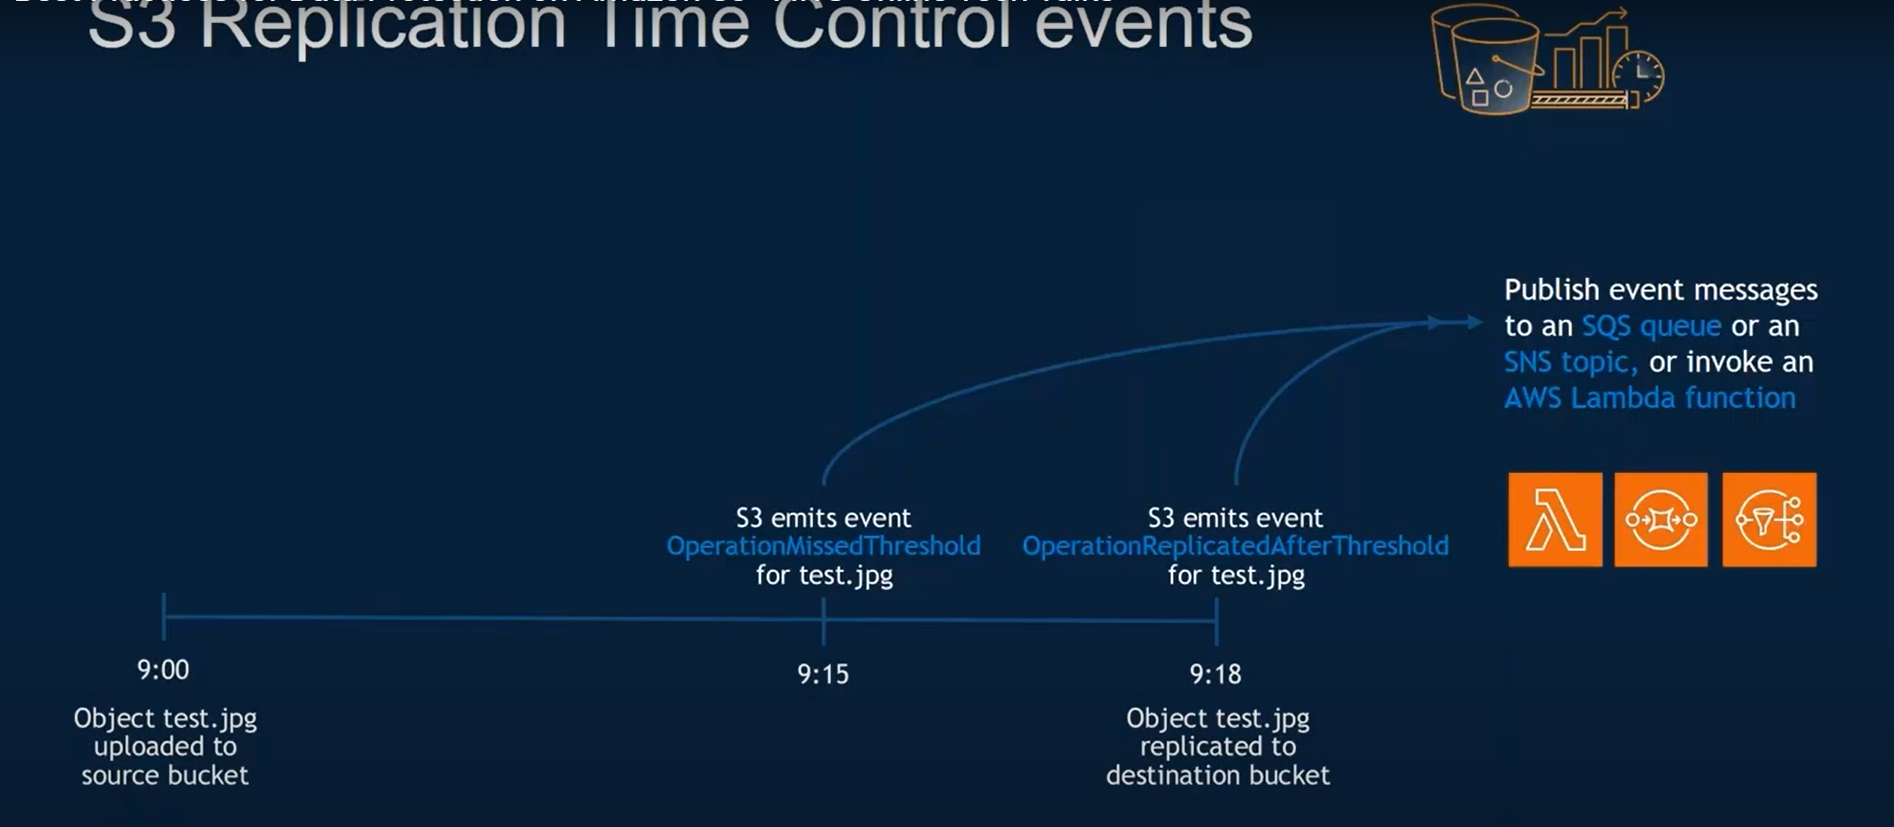 S3 Replication Time Control events
Publish event messages
to an SQS queue or an
SNS topic, or invoke an
AWS Lambda function
S3 emits event
OperationMissedThreshold
for test.jpg
S3 emits event
OperationReplicatedAfterThreshold
for test.jpg
9:00
9:15
9:18
Object test.jpg
uploaded to
source bucket
Object test.jpg
replicated to
destination bucket